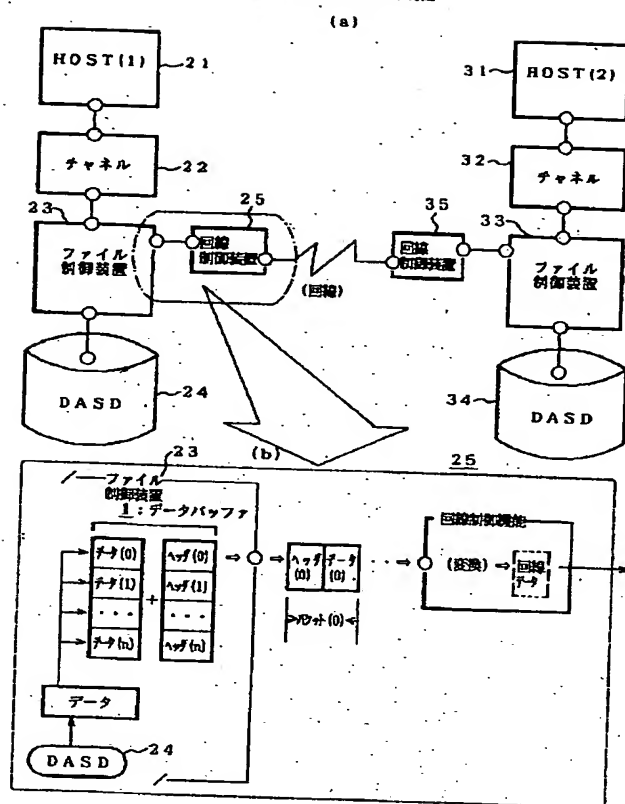 (a)
HOST(1)
21
チャネル
22
23
ファイル
制御装置
25
回線
制御装置
(回線)
DASD
24
31
HOST(2)
32
チャネル
33
35
回線
制御装置
ファイル
制御装置
34
DASD
(b)
23
25
ファイル
制御装置
1:データバッファ
データ(0)
データ(1)
・・・
データ(n)
+
ヘッダ(0)
ヘッダ(1)
・・・
ヘッダ(n)
ヘッダ
(0)
データ
(0)
パケット(0)
回線制御機能
(変換)
回線
データ
データ
24
DASD